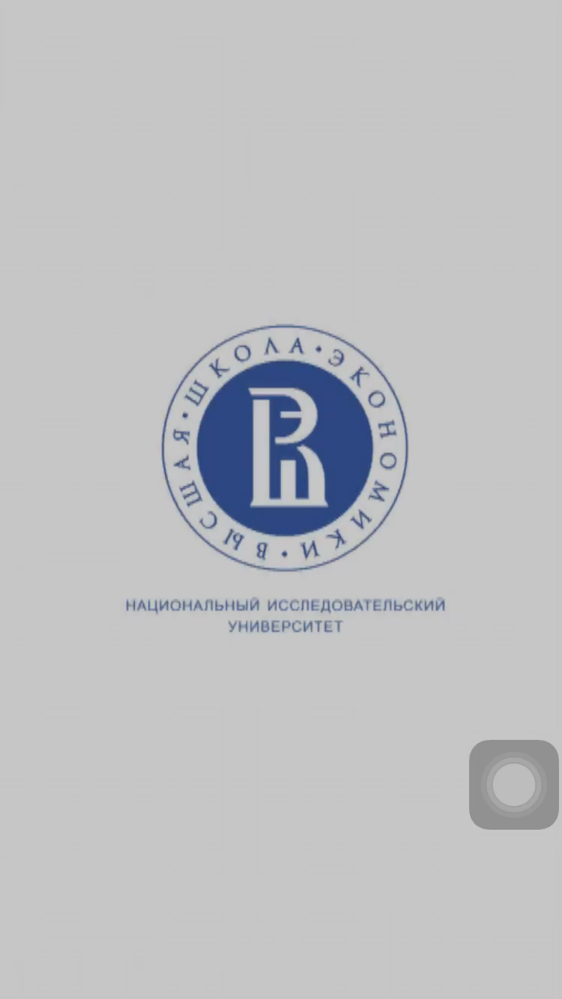 ВЫСШАЯ · ШКОЛА · ЭКОНОМИКИ ·
НАЦИОНАЛЬНЫЙ ИССЛЕДОВАТЕЛЬСКИЙ
УНИВЕРСИТЕТ